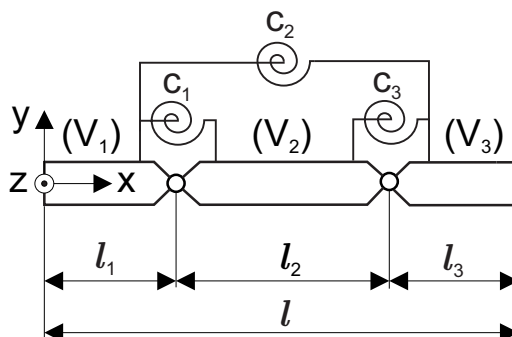 c₂
c₁ c₃
y (V₁) (V₂) (V₃)
z x
l₁ l₂ l₃
l